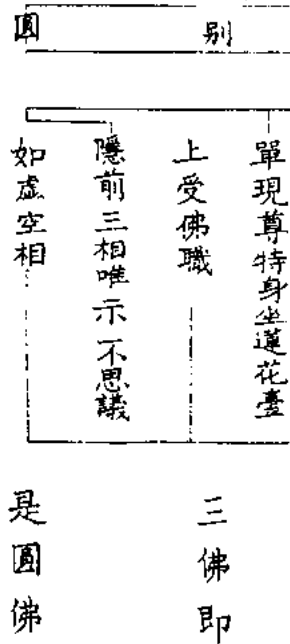 別
圓
單現尊特身坐蓮花臺
上受佛職
隱前三相唯示不思議
如虛空相
三佛即
是圓佛